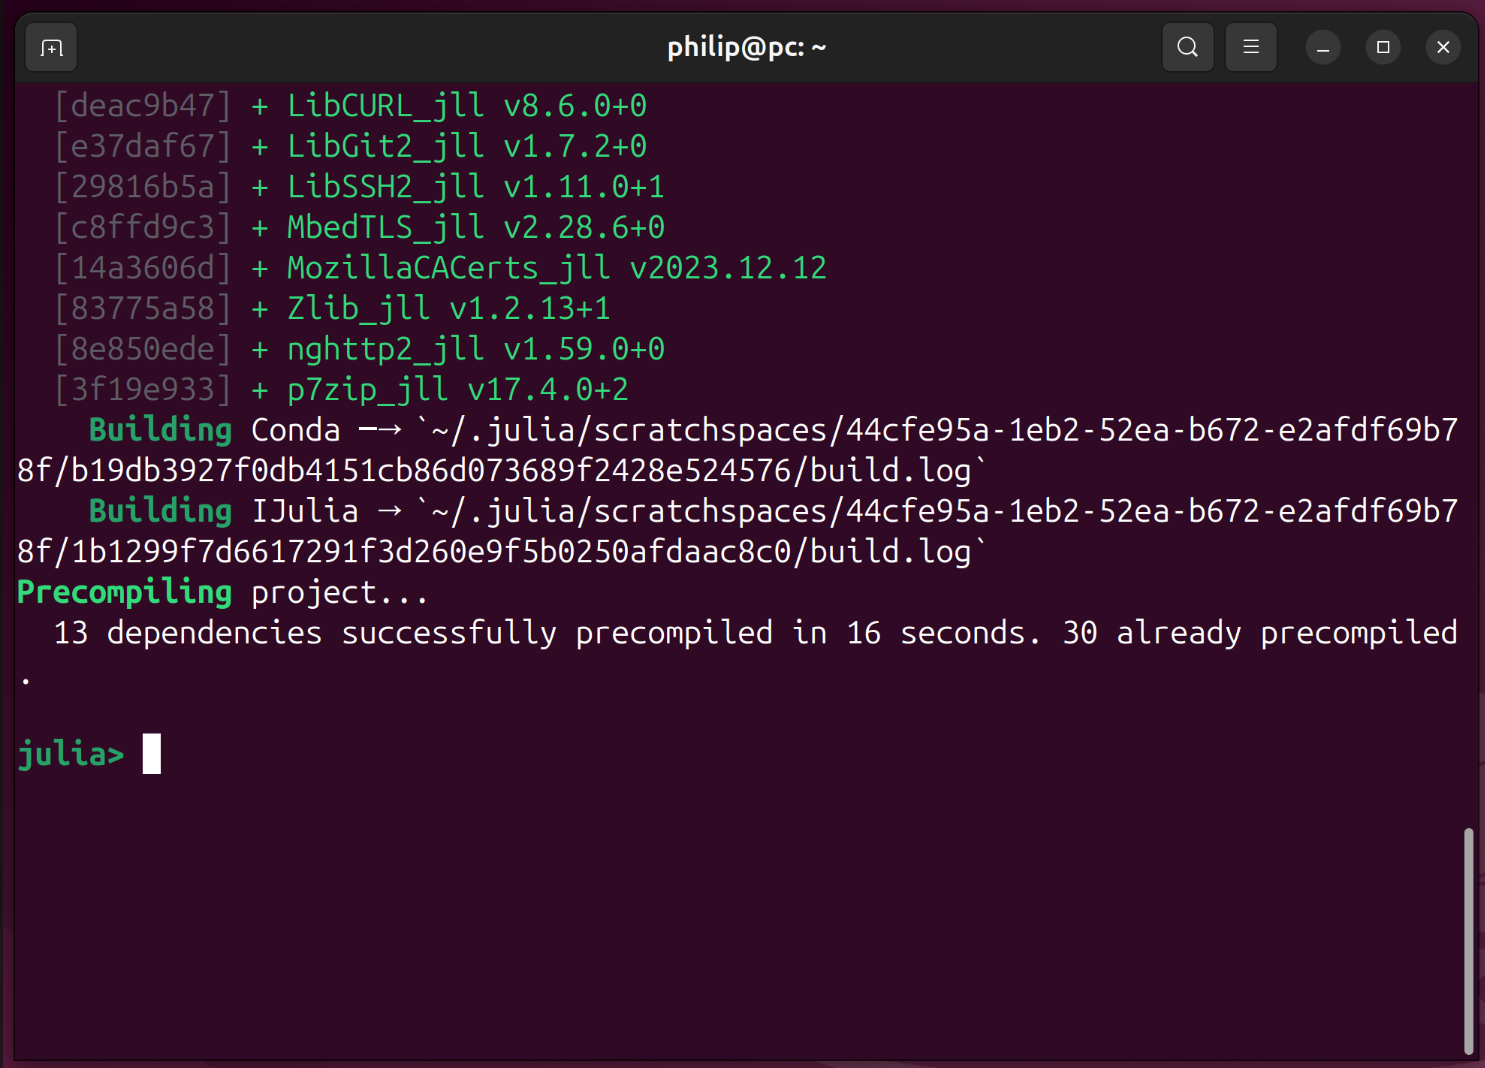 philip@pc: ~
[deac9b47] + LibCURL_jll v8.6.0+0
[e37daf67] + LibGit2_jll v1.7.2+0
[29816b5a] + LibSSH2_jll v1.11.0+1
[c8ffd9c3] + MbedTLS_jll v2.28.6+0
[14a3606d] + MozillaCACerts_jll v2023.12.12
[83775a58] + Zlib_jll v1.2.13+1
[8e850ede] + nghttp2_jll v1.59.0+0
[3f19e933] + p7zip_jll v17.4.0+2
Building Conda ─→ `~/.julia/scratchspaces/44cfe95a-1eb2-52ea-b672-e2afdf69b7
8f/b19db3927f0db4151cb86d073689f2428e524576/build.log`
Building IJulia → `~/.julia/scratchspaces/44cfe95a-1eb2-52ea-b672-e2afdf69b7
8f/1b1299f7d6617291f3d260e9f5b0250afdaac8c0/build.log`
Precompiling project...
13 dependencies successfully precompiled in 16 seconds. 30 already precompiled
.
julia>